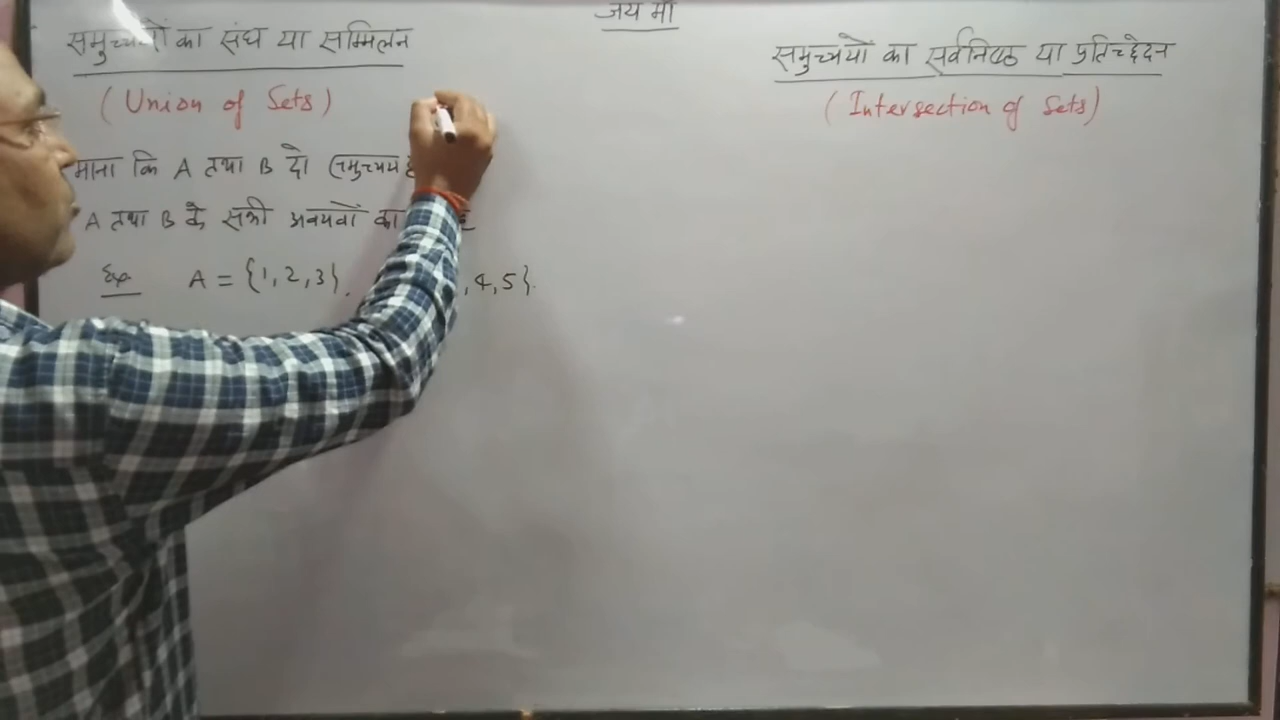 जय माँ
समुच्चयों का संघ या सम्मिलन
(Union of Sets)
माना कि A तथा B दो समुच्चय
A तथा B के सभी अवयवों का
Exp A = {1, 2, 3}, , 4, 5}.
समुच्चयों का सर्वनिष्ठ या प्रतिच्छेदन
(Intersection of Sets)